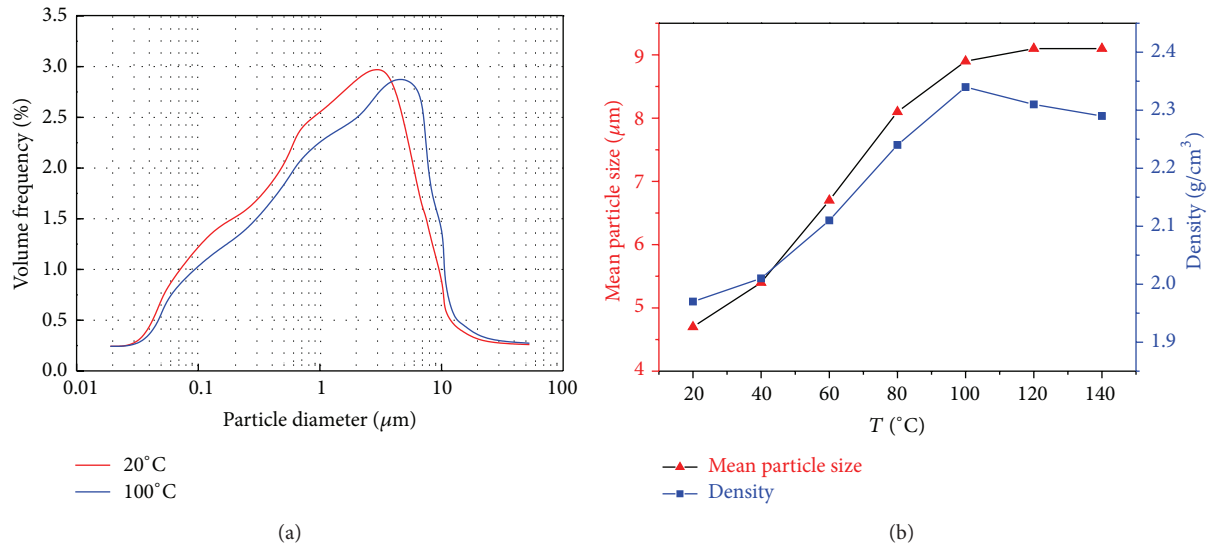 3.5
3.0
2.5
2.0
1.5
1.0
0.5
0.0
Volume frequency (%)
0.01
0.1
1
10
100
Particle diameter (μm)
20°C
100°C
(a)
9
8
7
6
5
4
Mean particle size (μm)
2.4
2.3
2.2
2.1
2.0
1.9
Density (g/cm³)
20
40
60
80
100
120
140
T (°C)
Mean particle size
Density
(b)